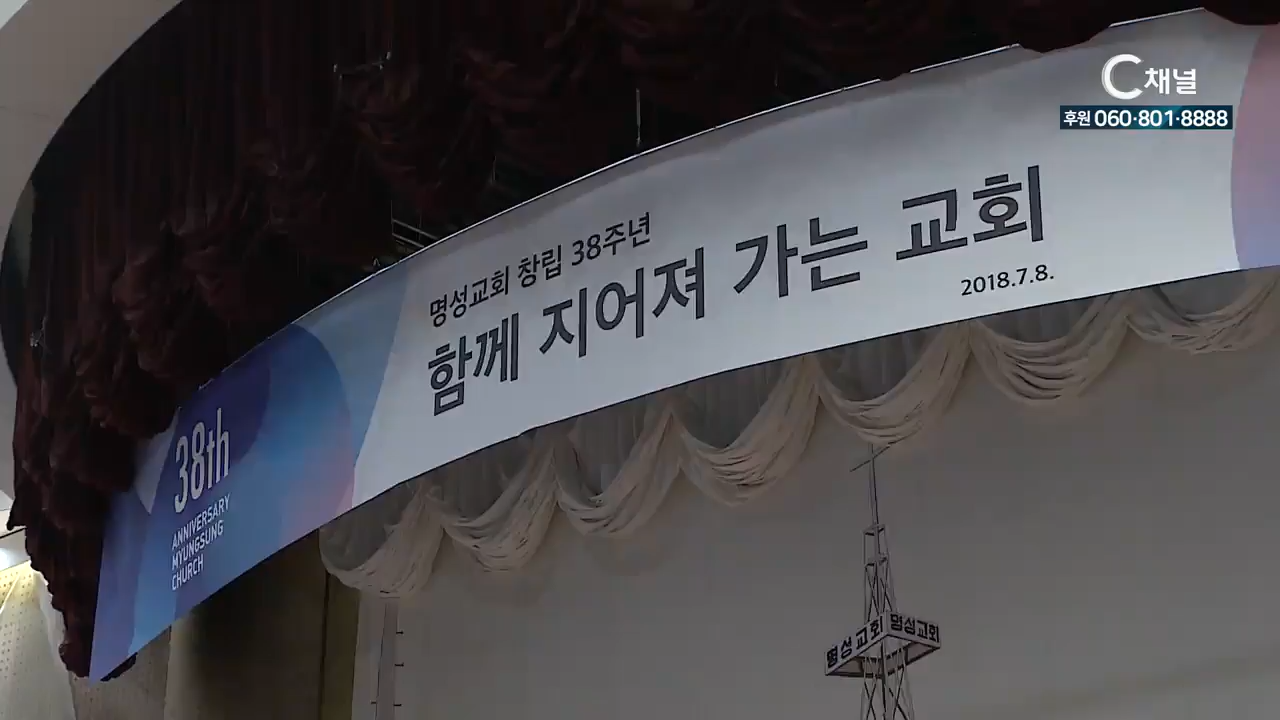 C채널
후원 060·801·8888
명성교회 창립 38주년
함께 지어져 가는 교회
2018.7.8.
38th
ANNIVERSARY
MYUNGSUNG
CHURCH
명성교회 명성교회